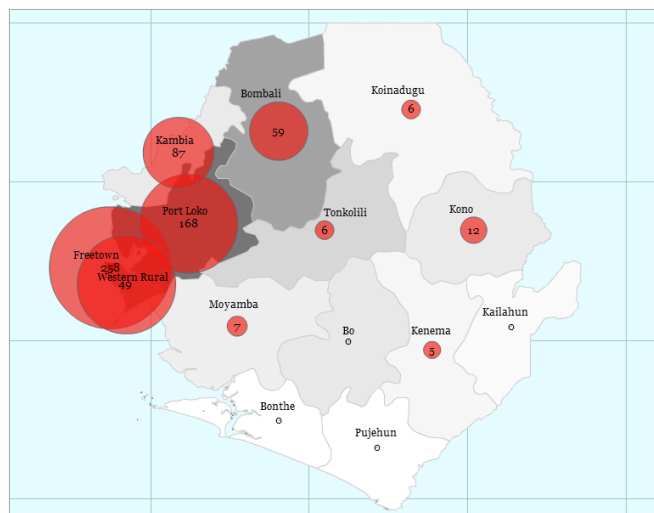 Koinadugu
6
Bombali
59
Kambia
87
Port Loko
168
Tonkolili
6
Kono
12
Freetown
258
Western Rural
49
Moyamba
7
Bo
0
Kenema
5
Kailahun
0
Bonthe
0
Pujehun
0